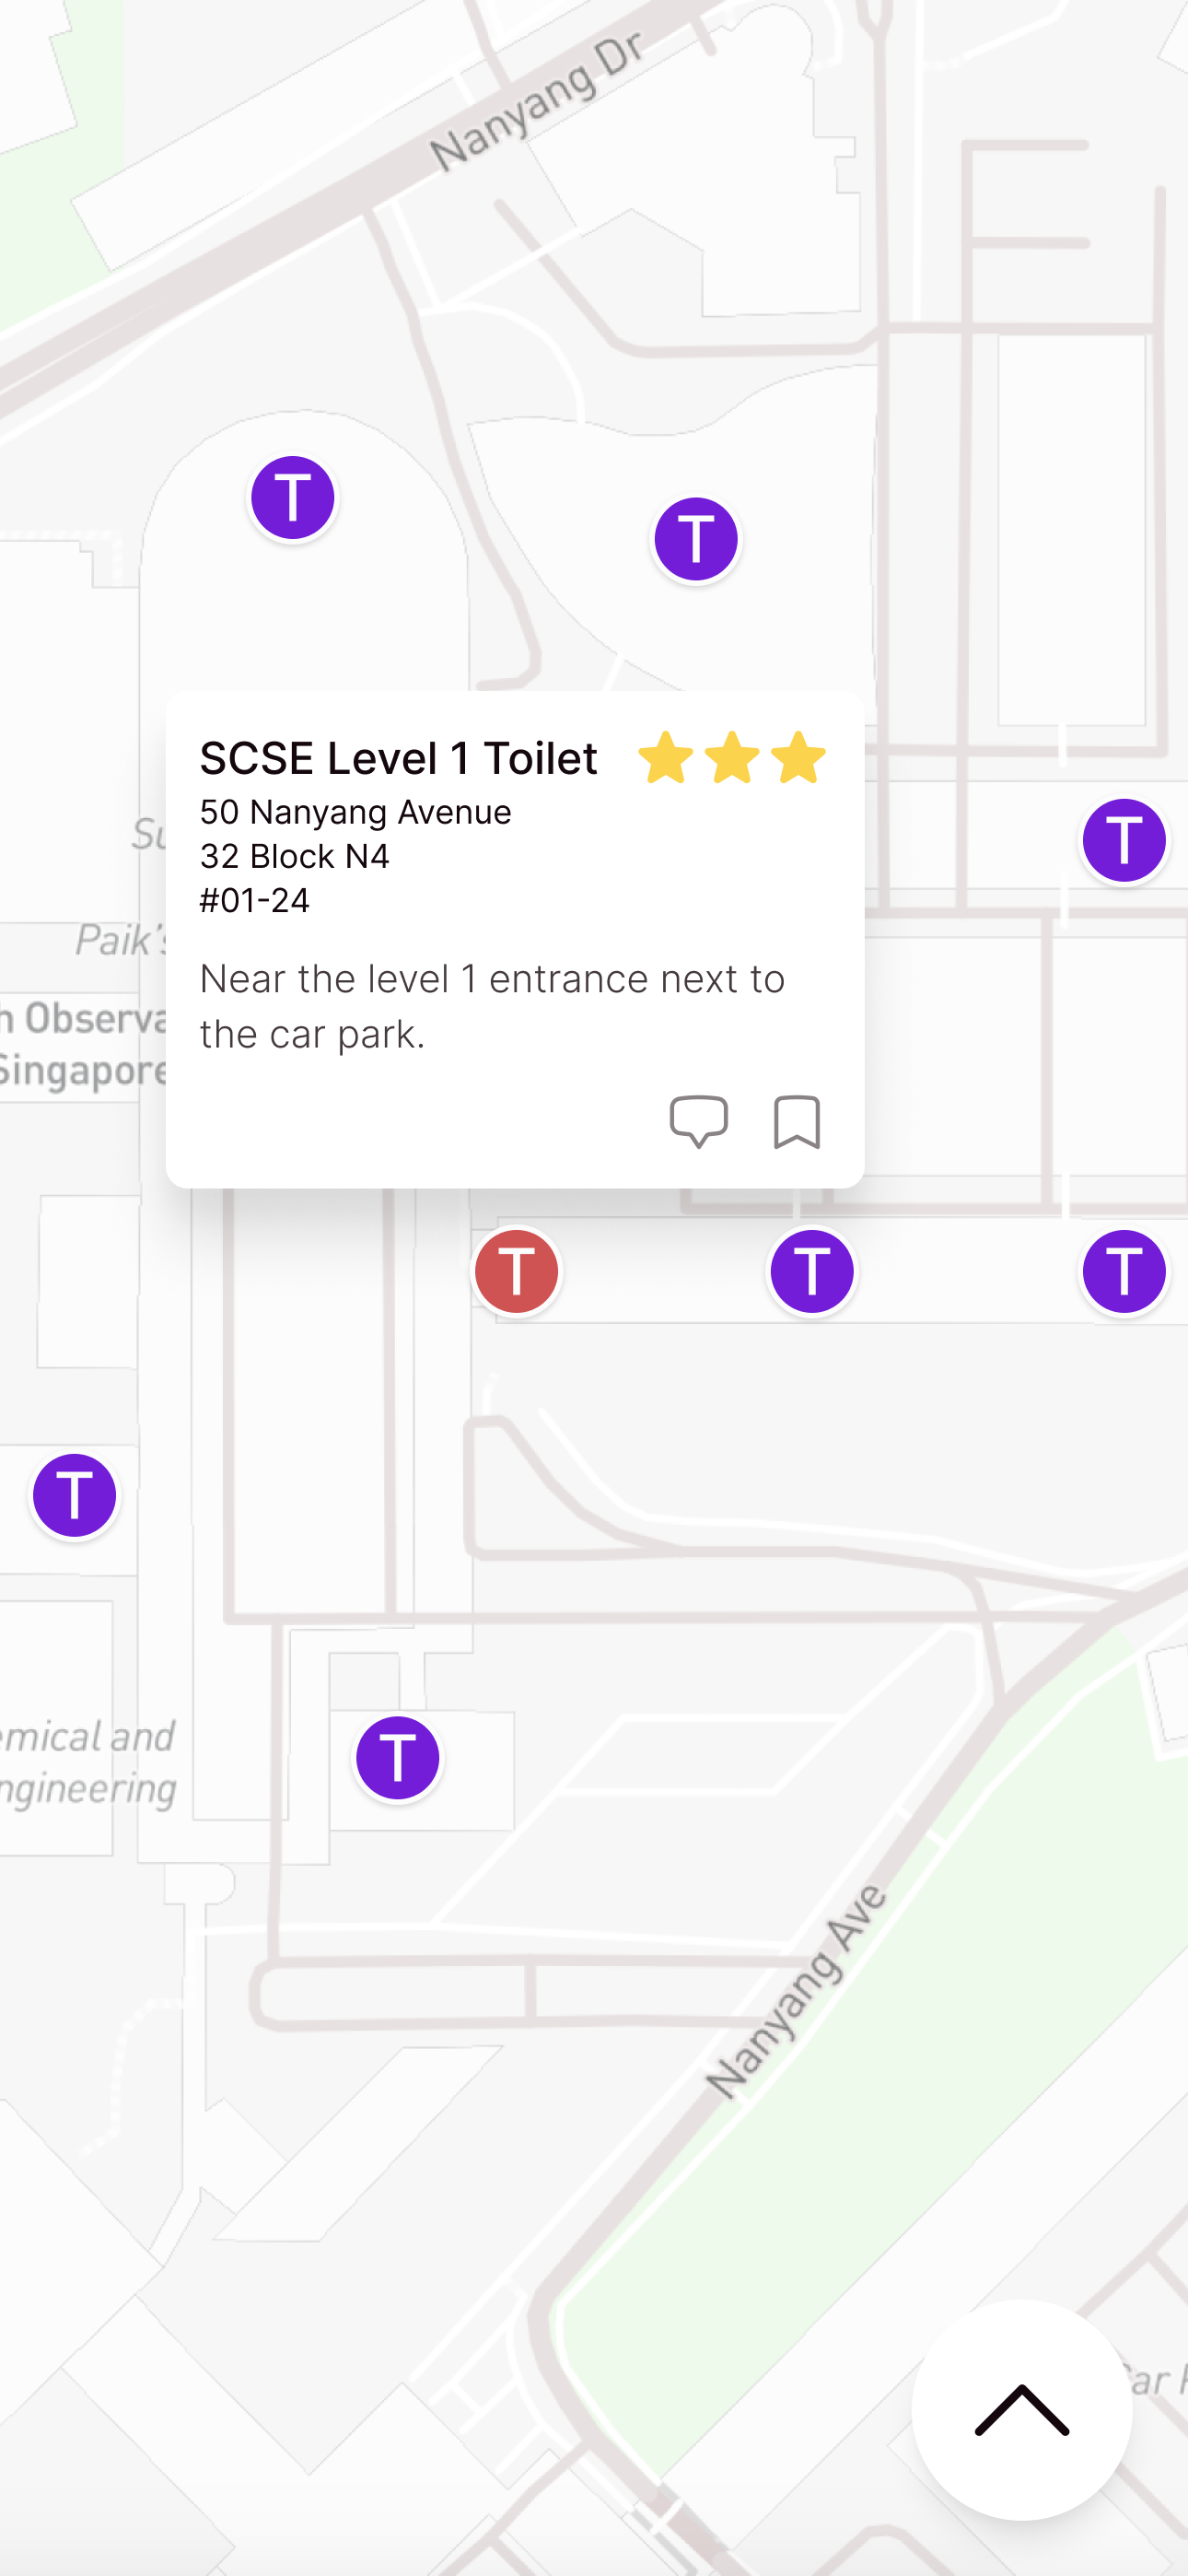 Nanyang Dr
T
T
SCSE Level 1 Toilet
50 Nanyang Avenue
32 Block N4
#01-24
Near the level 1 entrance next to
the car park.
T
Su
Paik's
h Observa
Singapore
T
T
T
T
T
emical and
ngineering
Nanyang Ave
ar